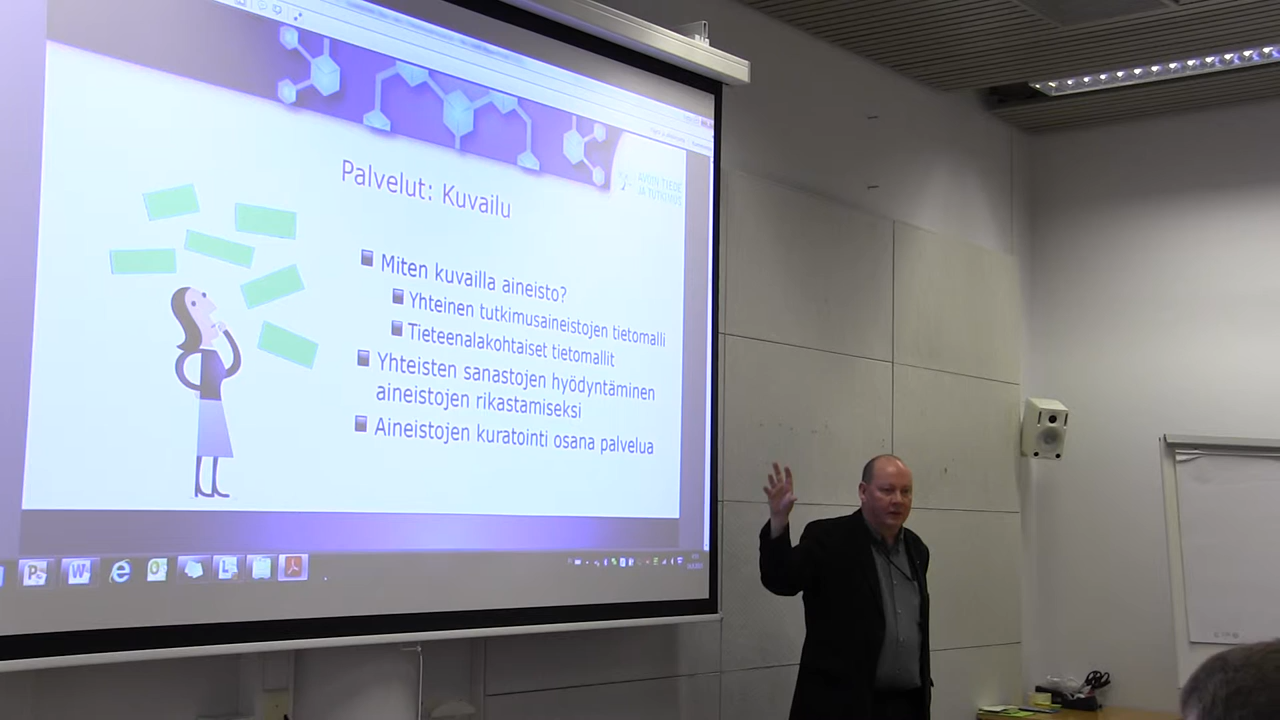 AVOIN TIEDE
JA TUTKIMUS
Palvelut: Kuvailu
Miten kuvailla aineisto?
Yhteinen tutkimusaineistojen tietomalli
Tieteenalakohtaiset tietomallit
Yhteisten sanastojen hyödyntäminen
aineistojen rikastamiseksi
Aineistojen kuratointi osana palvelua